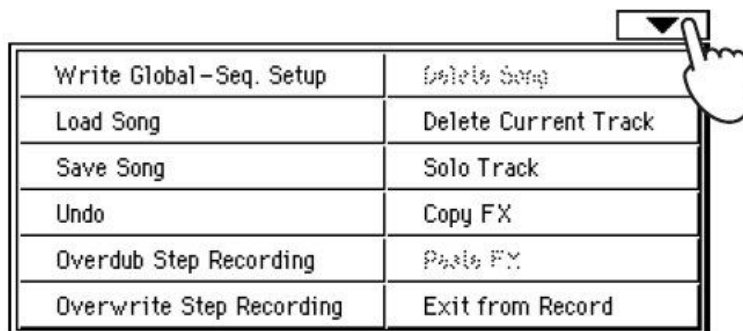 Write Global-Seq. Setup
Delete Song
Load Song
Delete Current Track
Save Song
Solo Track
Undo
Copy FX
Overdub Step Recording
Paste FX
Overwrite Step Recording
Exit from Record